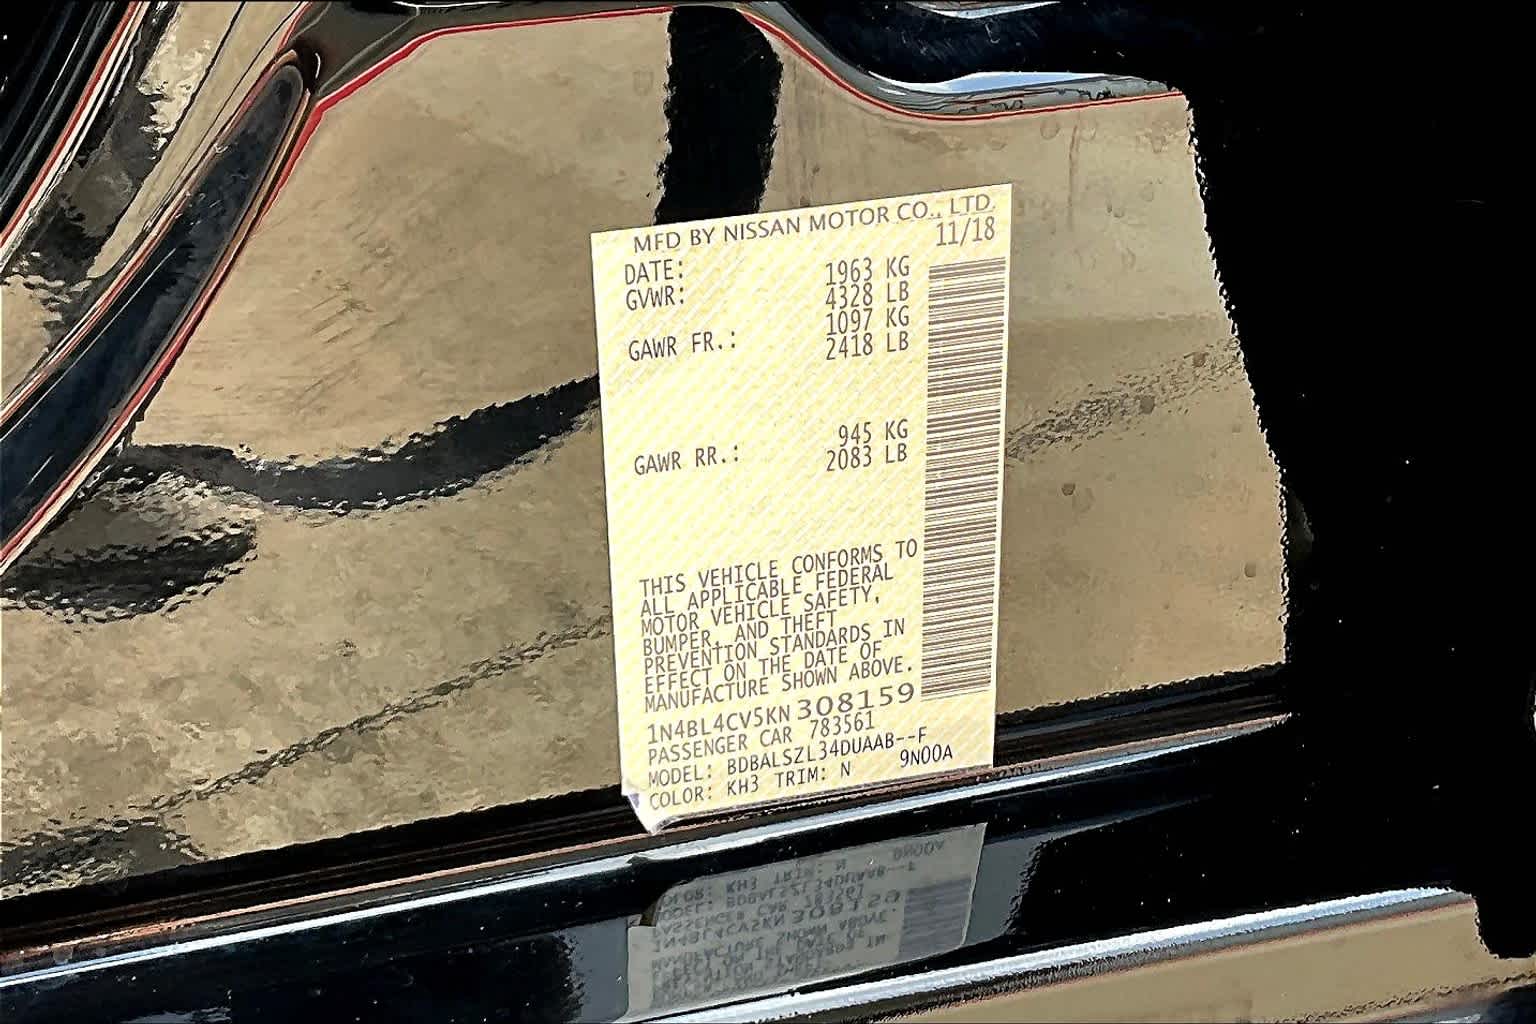 MFD BY NISSAN MOTOR CO., LTD.
DATE: 11/18
GVWR: 1963 KG
4328 LB
GAWR FR.: 1097 KG
2418 LB
GAWR RR.: 945 KG
2083 LB
THIS VEHICLE CONFORMS TO
ALL APPLICABLE FEDERAL
MOTOR VEHICLE SAFETY,
BUMPER, AND THEFT
PREVENTION STANDARDS IN
EFFECT ON THE DATE OF
MANUFACTURE SHOWN ABOVE.
1N4BL4CV5KN308159
PASSENGER CAR 783561
MODEL: BDBALSZL34DUAAB--F
COLOR: KH3 TRIM: N 9N00A